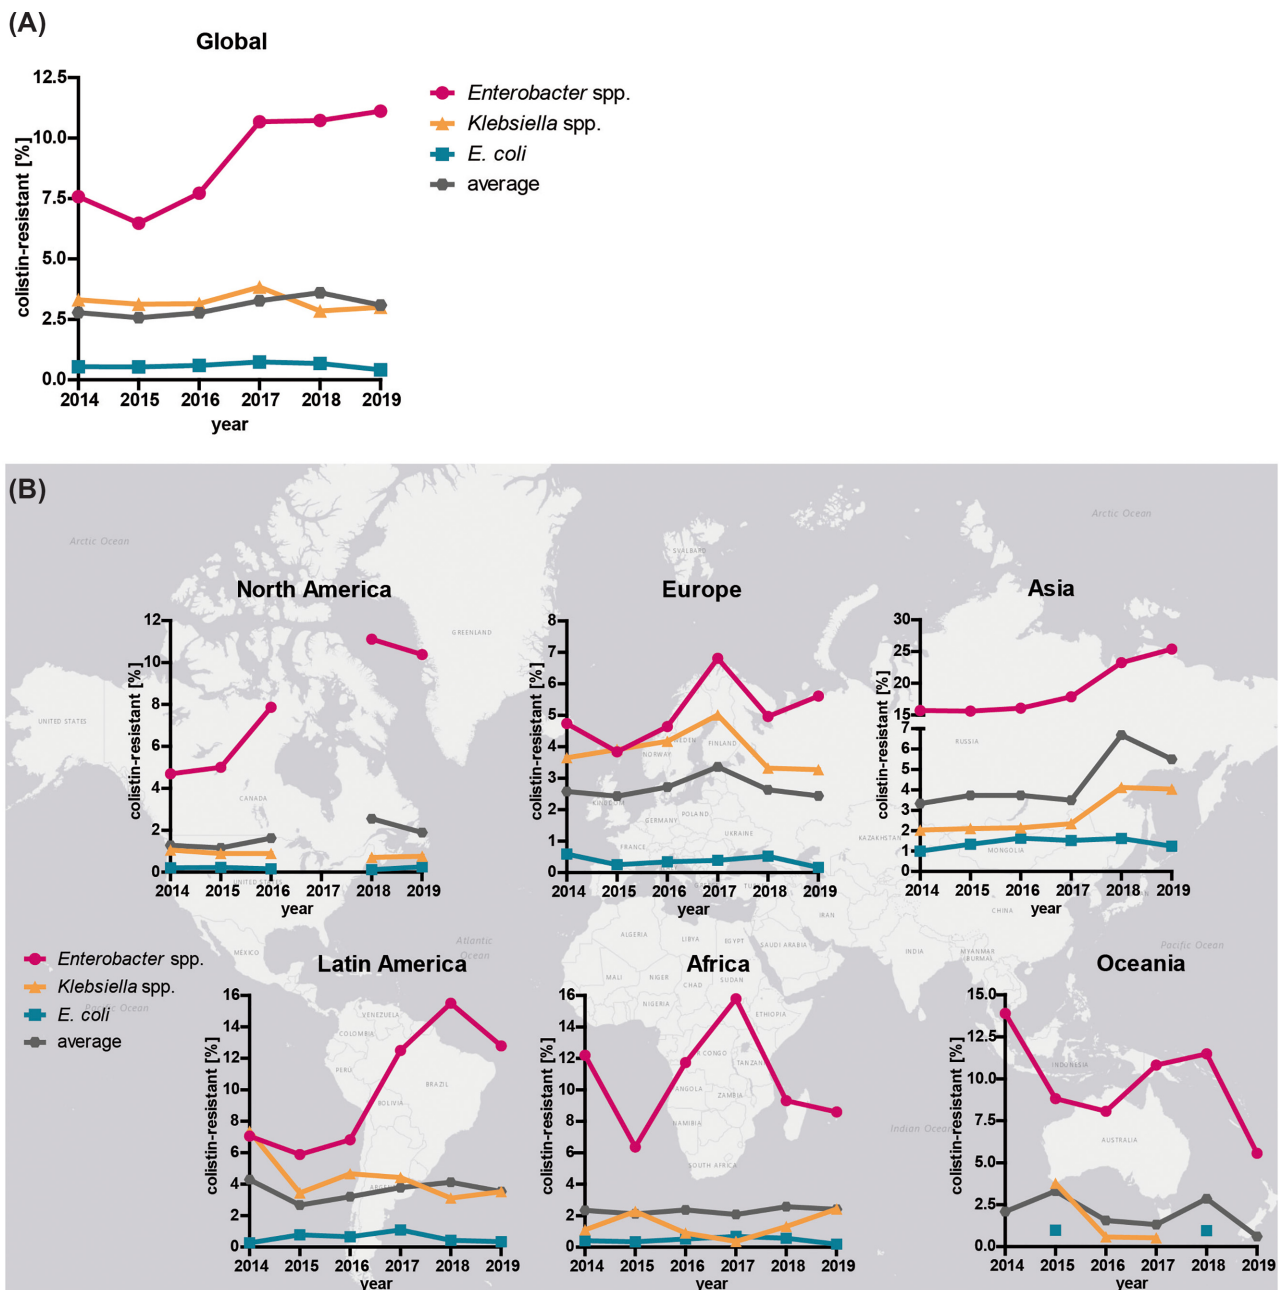 (A)
Global
12.5
10.0
7.5
5.0
2.5
0.0
colistin-resistant [%]
2014 2015 2016 2017 2018 2019
year
Enterobacter spp.
Klebsiella spp.
E. coli
average
(B)
Arctic Ocean
Arctic Ocean
SVALBARD
GREENLAND
UNITED STATES
North America
12
10
8
6
4
2
0
colistin-resistant [%]
CANADA
UNITED STATES
2014 2015 2016 2017 2018 2019
year
Europe
8
7
6
5
4
3
2
1
0
colistin-resistant [%]
NORWAY
FINLAND
POLAND
GERMANY
UKRAINE
FRANCE
2014 2015 2016 2017 2018 2019
year
Asia
30
25
20
15
7
6
5
4
3
2
1
0
colistin-resistant [%]
RUSSIA
KAZAKHSTAN
MONGOLIA
2014 2015 2016 2017 2018 2019
year
CHINA
IRAN
INDIA
MYANMAR
(BURMA)
Pacific Ocean
MEXICO
Atlantic
Ocean
ALGERIA
LIBYA
EGYPT
SAUDI ARABIA
MALI
NIGER
CHAD
SUDAN
NIGERIA
ETHIOPIA
Enterobacter spp.
Klebsiella spp.
E. coli
average
Pacific Ocean
Latin America
16
14
12
10
8
6
4
2
0
colistin-resistant [%]
VENEZUELA
COLOMBIA
PERU
BRAZIL
BOLIVIA
2014 2015 2016 2017 2018 2019
year
Africa
16
14
12
10
8
6
4
2
0
colistin-resistant [%]
CONGO
TANZANIA
ANGOLA
ZAMBIA
NAMIBIA
SOUTH AFRICA
2014 2015 2016 2017 2018 2019
year
Indian Ocean
Oceania
15.0
12.5
10.0
7.5
5.0
2.5
0.0
colistin-resistant [%]
INDONESIA
AUSTRALIA
2014 2015 2016 2017 2018 2019
year